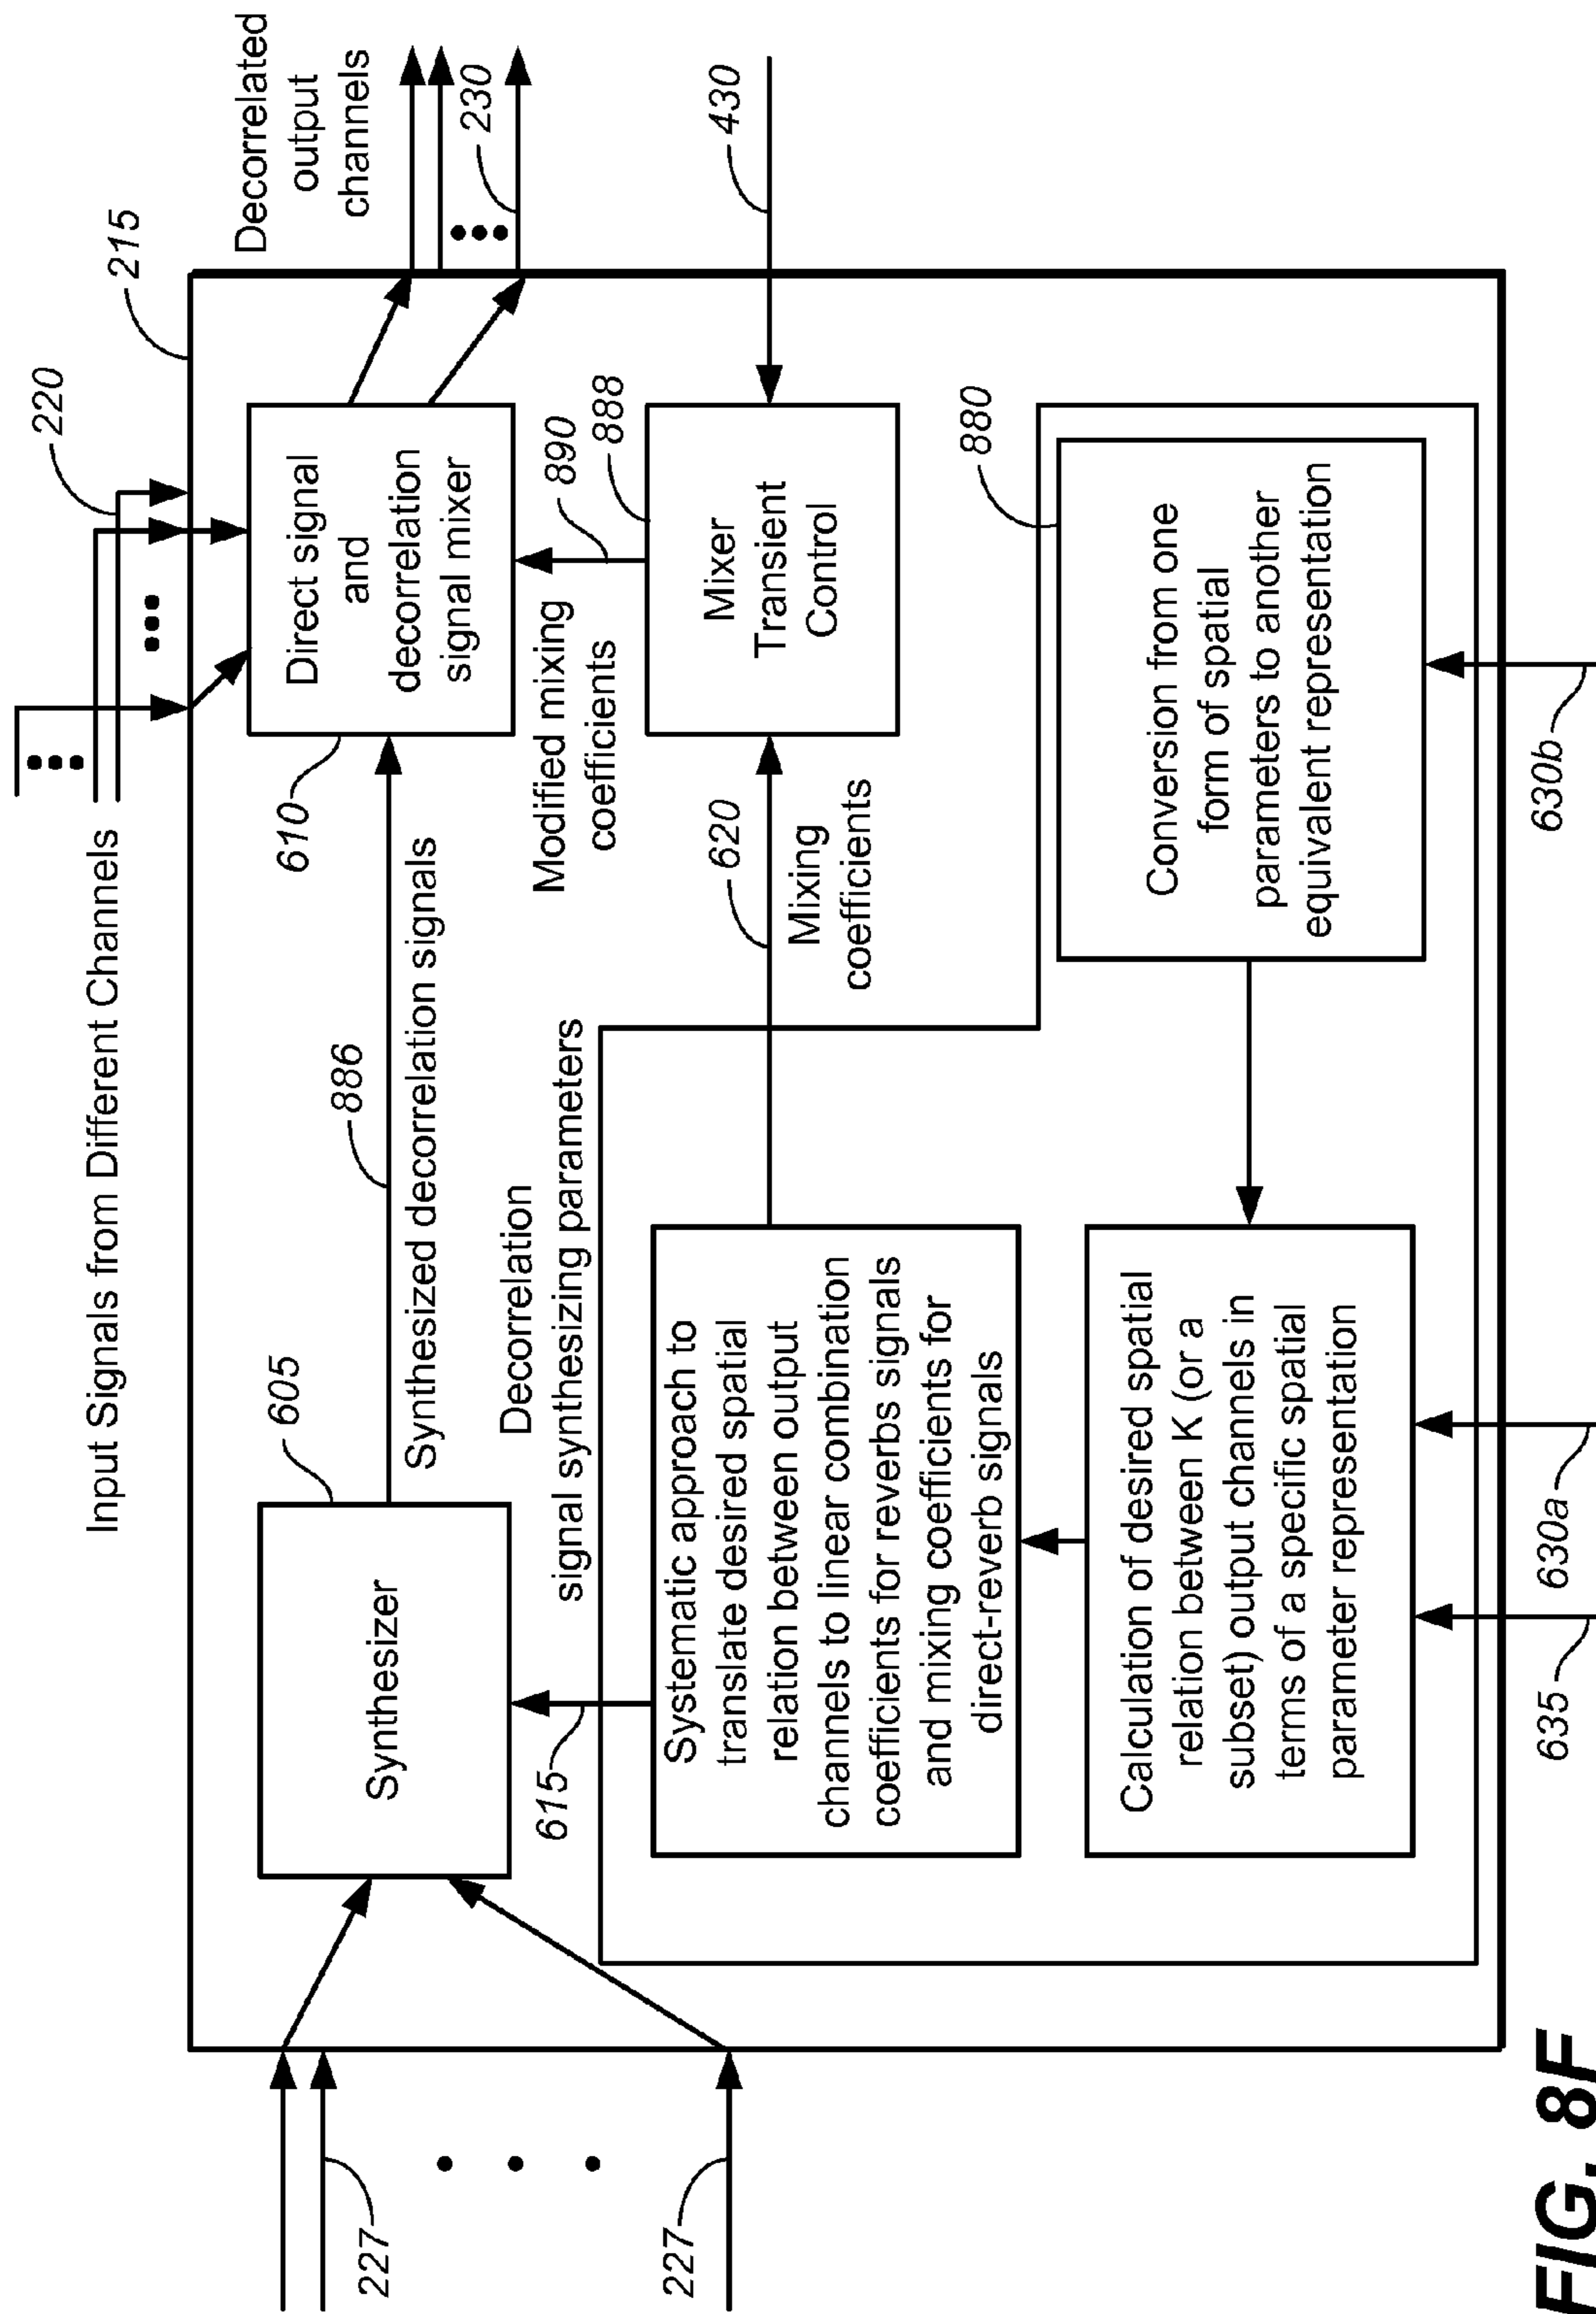 Input Signals from Different Channels
220
215
Decorrelated
output
channels
230
227
227
605
Synthesizer
886
Synthesized decorrelation signals
610
Direct signal
and
decorrelation
signal mixer
Decorrelation
signal synthesizing parameters
615
Modified mixing
coefficients
890
888
Mixer
Transient
Control
430
620
Mixing
coefficients
Systematic approach to
translate desired spatial
relation between output
channels to linear combination
coefficients for reverbs signals
and mixing coefficients for
direct-reverb signals
880
Conversion from one
form of spatial
parameters to another
equivalent representation
Calculation of desired spatial
relation between K (or a
subset) output channels in
terms of a specific spatial
parameter representation
635
630a
630b
FIG. 8F